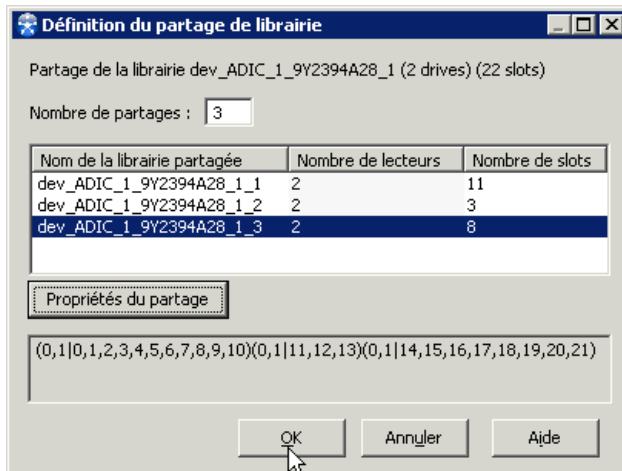 Définition du partage de librairie
Partage de la librairie dev_ADIC_1_9Y2394A28_1 (2 drives) (22 slots)
Nombre de partages : 3
Nom de la librairie partagée Nombre de lecteurs Nombre de slots
dev_ADIC_1_9Y2394A28_1_1 2 11
dev_ADIC_1_9Y2394A28_1_2 2 3
dev_ADIC_1_9Y2394A28_1_3 2 8
Propriétés du partage
(0,1|0,1,2,3,4,5,6,7,8,9,10)(0,1|11,12,13)(0,1|14,15,16,17,18,19,20,21)
OK Annuler Aide